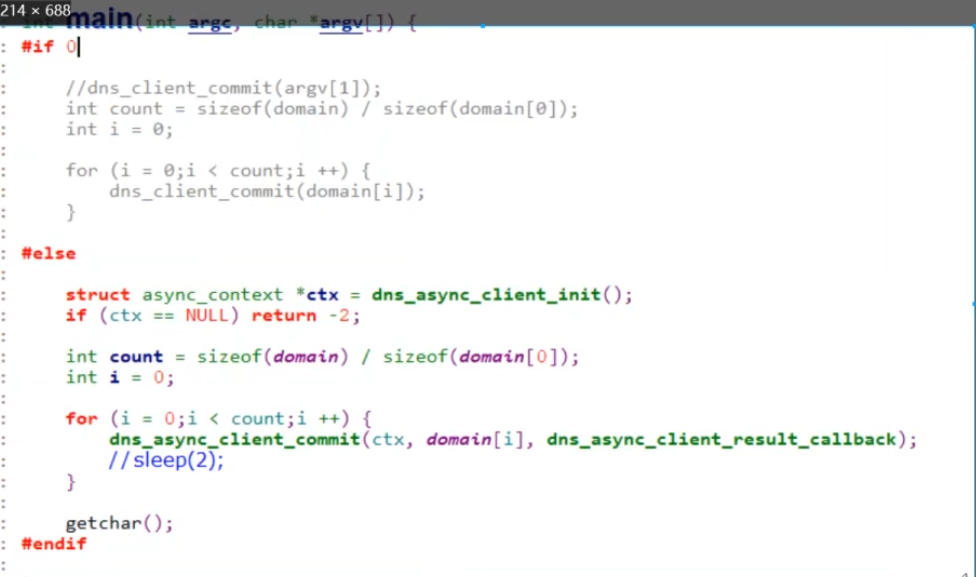 214 × 688
int main(int argc, char *argv[]) {
: #if 0
:
:     //dns_client_commit(argv[1]);
:     int count = sizeof(domain) / sizeof(domain[0]);
:     int i = 0;
:
:     for (i = 0;i < count;i ++) {
:         dns_client_commit(domain[i]);
:     }
:
: #else
:
:     struct async_context *ctx = dns_async_client_init();
:     if (ctx == NULL) return -2;
:
:     int count = sizeof(domain) / sizeof(domain[0]);
:     int i = 0;
:
:     for (i = 0;i < count;i ++) {
:         dns_async_client_commit(ctx, domain[i], dns_async_client_result_callback);
:         //sleep(2);
:     }
:
:     getchar();
: #endif
: